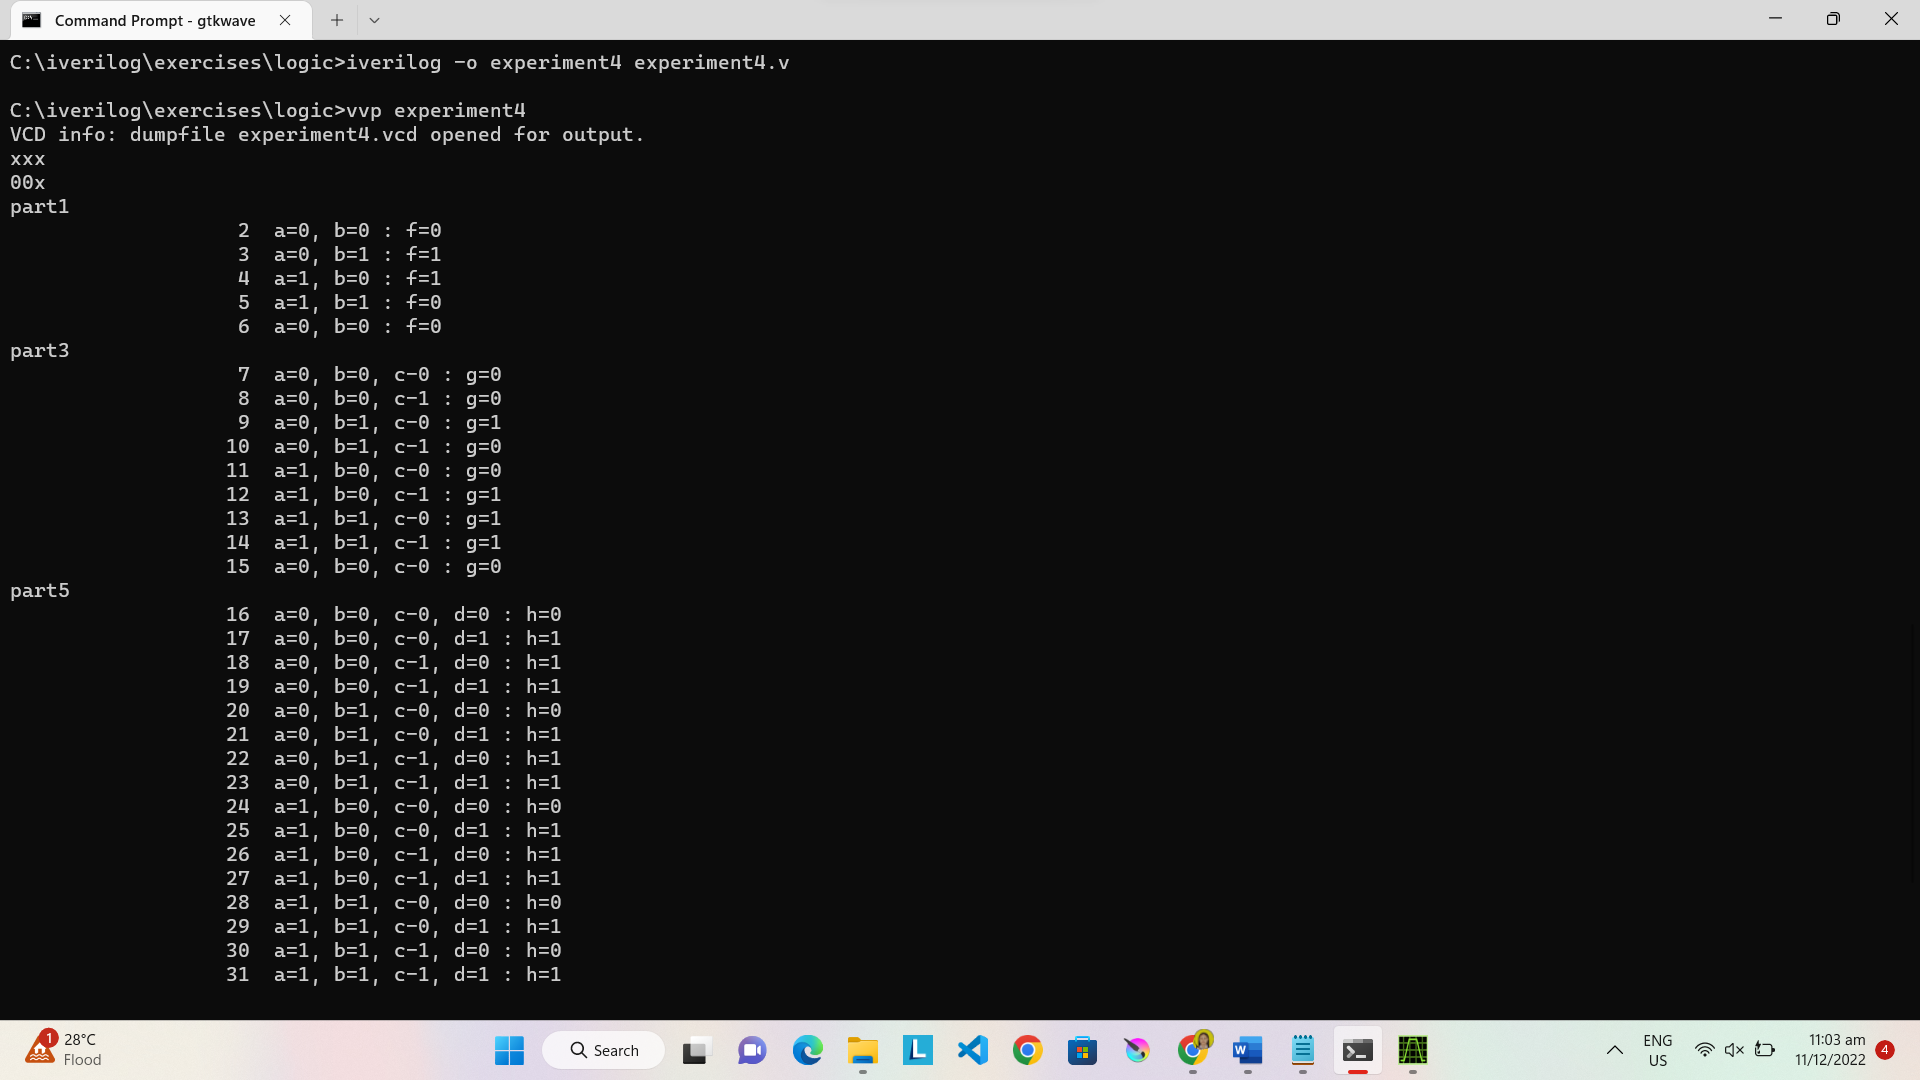 Command Prompt - gtkwave
C:\iverilog\exercises\logic>iverilog -o experiment4 experiment4.v
C:\iverilog\exercises\logic>vvp experiment4
VCD info: dumpfile experiment4.vcd opened for output.
xxx
00x
part1
2  a=0, b=0 : f=0
3  a=0, b=1 : f=1
4  a=1, b=0 : f=1
5  a=1, b=1 : f=0
6  a=0, b=0 : f=0
part3
7  a=0, b=0, c-0 : g=0
8  a=0, b=0, c-1 : g=0
9  a=0, b=1, c-0 : g=1
10  a=0, b=1, c-1 : g=0
11  a=1, b=0, c-0 : g=0
12  a=1, b=0, c-1 : g=1
13  a=1, b=1, c-0 : g=1
14  a=1, b=1, c-1 : g=1
15  a=0, b=0, c-0 : g=0
part5
16  a=0, b=0, c-0, d=0 : h=0
17  a=0, b=0, c-0, d=1 : h=1
18  a=0, b=0, c-1, d=0 : h=1
19  a=0, b=0, c-1, d=1 : h=1
20  a=0, b=1, c-0, d=0 : h=0
21  a=0, b=1, c-0, d=1 : h=1
22  a=0, b=1, c-1, d=0 : h=1
23  a=0, b=1, c-1, d=1 : h=1
24  a=1, b=0, c-0, d=0 : h=0
25  a=1, b=0, c-0, d=1 : h=1
26  a=1, b=0, c-1, d=0 : h=1
27  a=1, b=0, c-1, d=1 : h=1
28  a=1, b=1, c-0, d=0 : h=0
29  a=1, b=1, c-0, d=1 : h=1
30  a=1, b=1, c-1, d=0 : h=0
31  a=1, b=1, c-1, d=1 : h=1
1
28°C
Flood
Search
L
W
ENG
US
11:03 am
11/12/2022
4